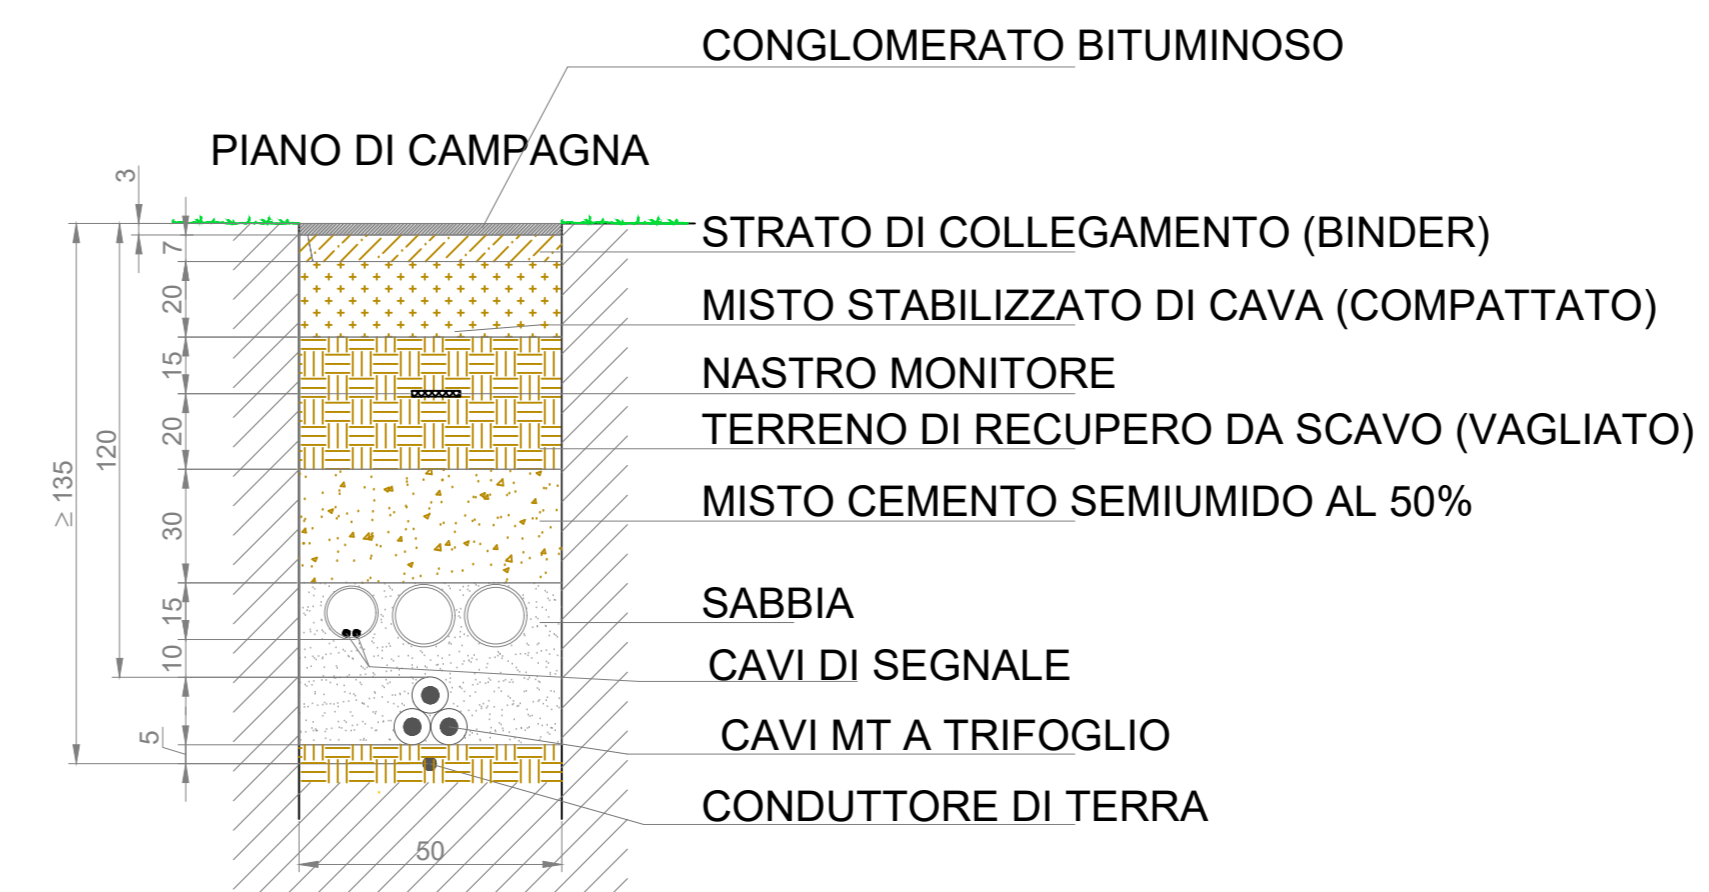 CONGLOMERATO BITUMINOSO
PIANO DI CAMPAGNA
3
STRATO DI COLLEGAMENTO (BINDER)
7
MISTO STABILIZZATO DI CAVA (COMPATTATO)
20
NASTRO MONITORE
15
TERRENO DI RECUPERO DA SCAVO (VAGLIATO)
20
120
≥ 135
MISTO CEMENTO SEMIUMIDO AL 50%
30
SABBIA
15
CAVI DI SEGNALE
10
CAVI MT A TRIFOGLIO
5
CONDUTTORE DI TERRA
50